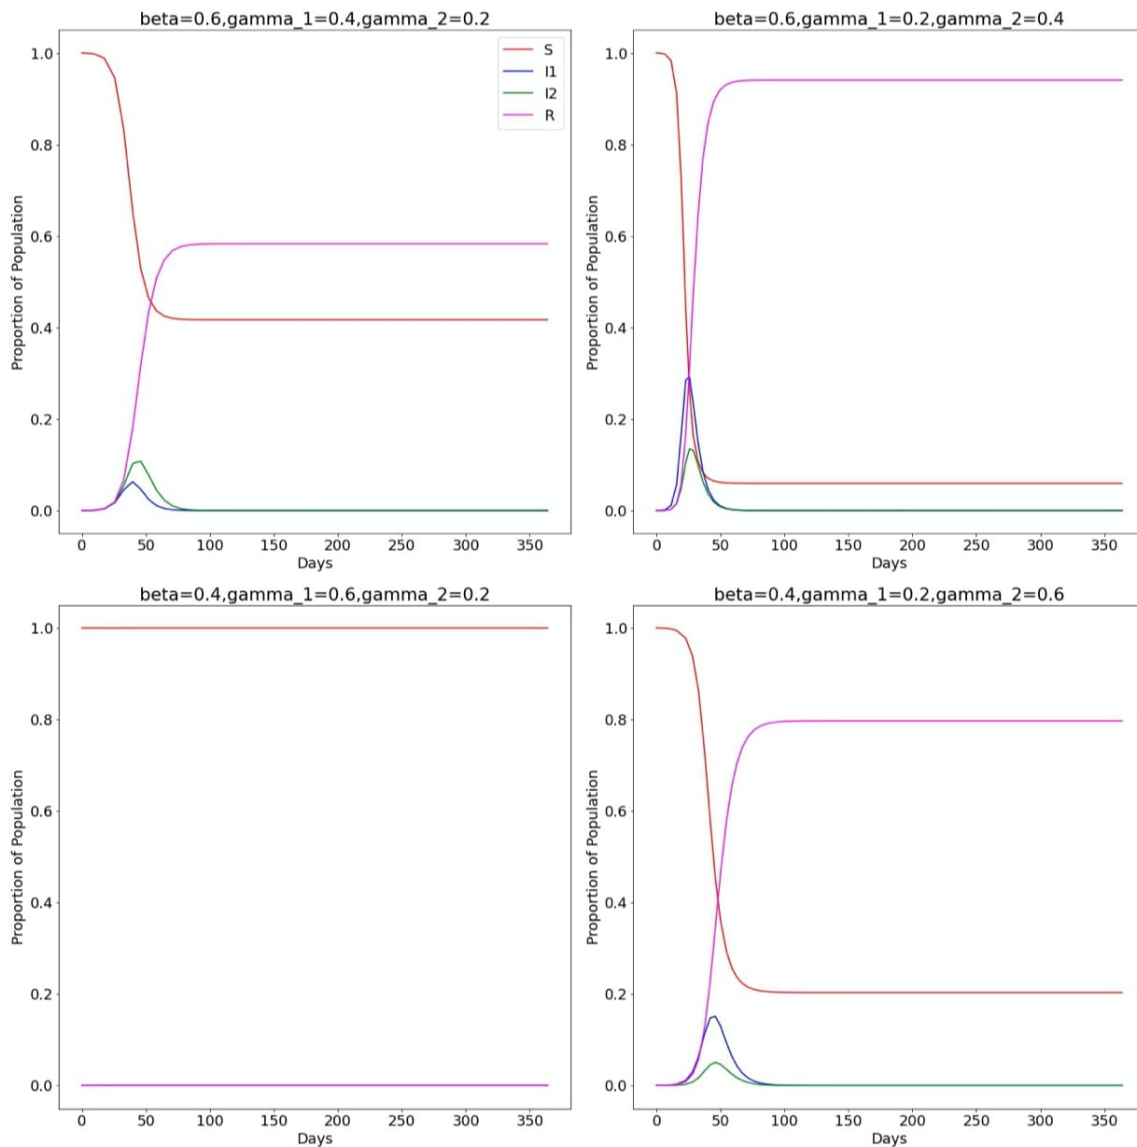 beta=0.6,gamma_1=0.4,gamma_2=0.2
S
I1
I2
R
1.0
0.8
0.6
0.4
0.2
0.0
Proportion of Population
0 50 100 150 200 250 300 350
Days
beta=0.6,gamma_1=0.2,gamma_2=0.4
1.0
0.8
0.6
0.4
0.2
0.0
Proportion of Population
0 50 100 150 200 250 300 350
Days
beta=0.4,gamma_1=0.6,gamma_2=0.2
1.0
0.8
0.6
0.4
0.2
0.0
Proportion of Population
0 50 100 150 200 250 300 350
Days
beta=0.4,gamma_1=0.2,gamma_2=0.6
1.0
0.8
0.6
0.4
0.2
0.0
Proportion of Population
0 50 100 150 200 250 300 350
Days